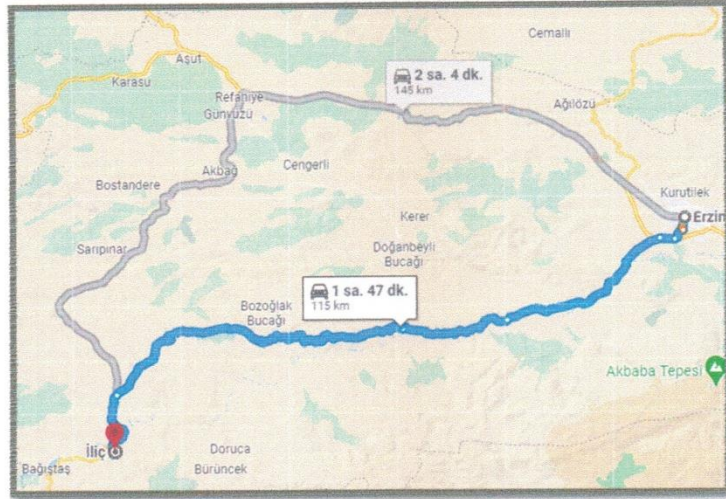 Cemallı
Aşut
Karasu
2 sa. 4 dk.
145 km
Refahiye
Günyüzü
Ağılözü
Akbağ
Cengerli
Bostandere
Kurutilek
Kerer
Erzin
Sarıpınar
Doğanbeyli
Bucağı
1 sa. 47 dk.
115 km
Bozoğlak
Bucağı
Akbaba Tepesi
İliç
Doruca
Bağıştaş
Bürüncek